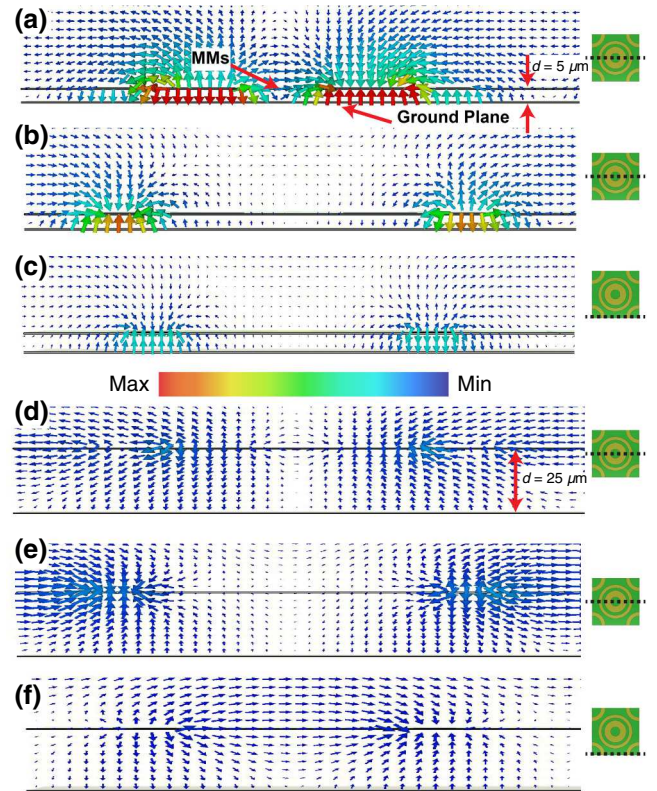 (a)
MMs
d = 5 μm
Ground Plane
(b)
(c)
Max
Min
(d)
d = 25 μm
(e)
(f)